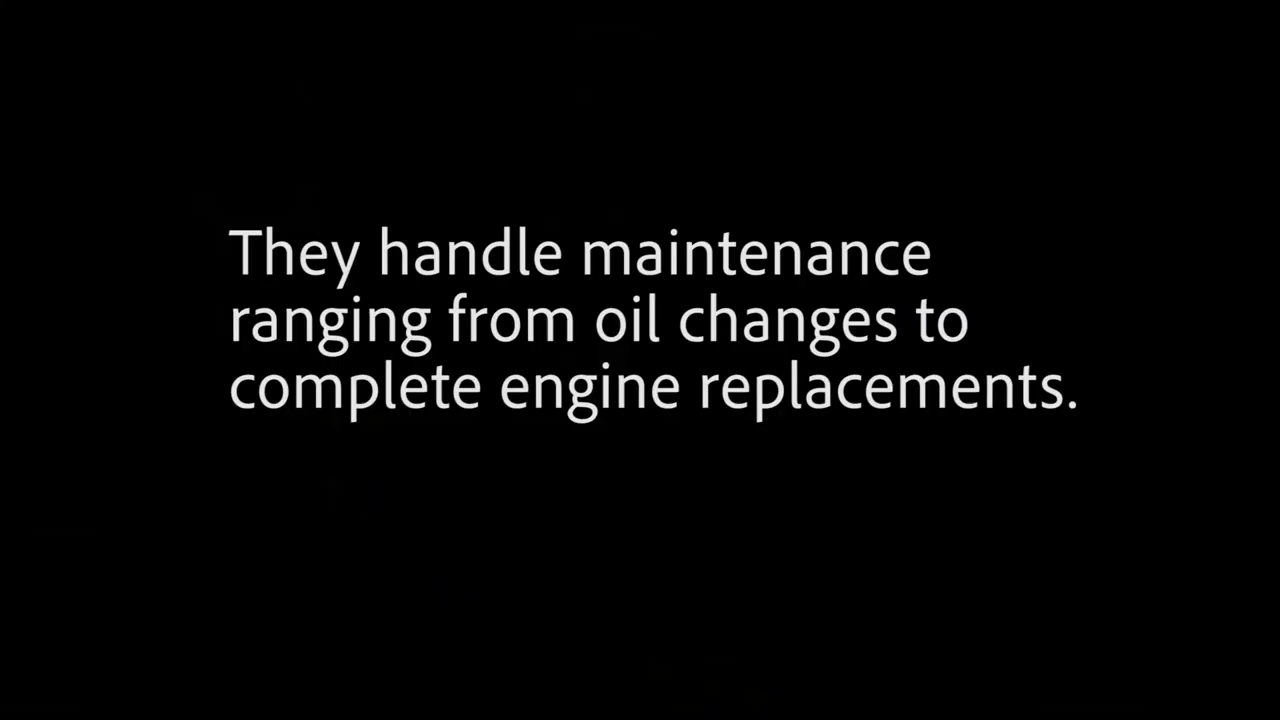 They handle maintenance
ranging from oil changes to
complete engine replacements.